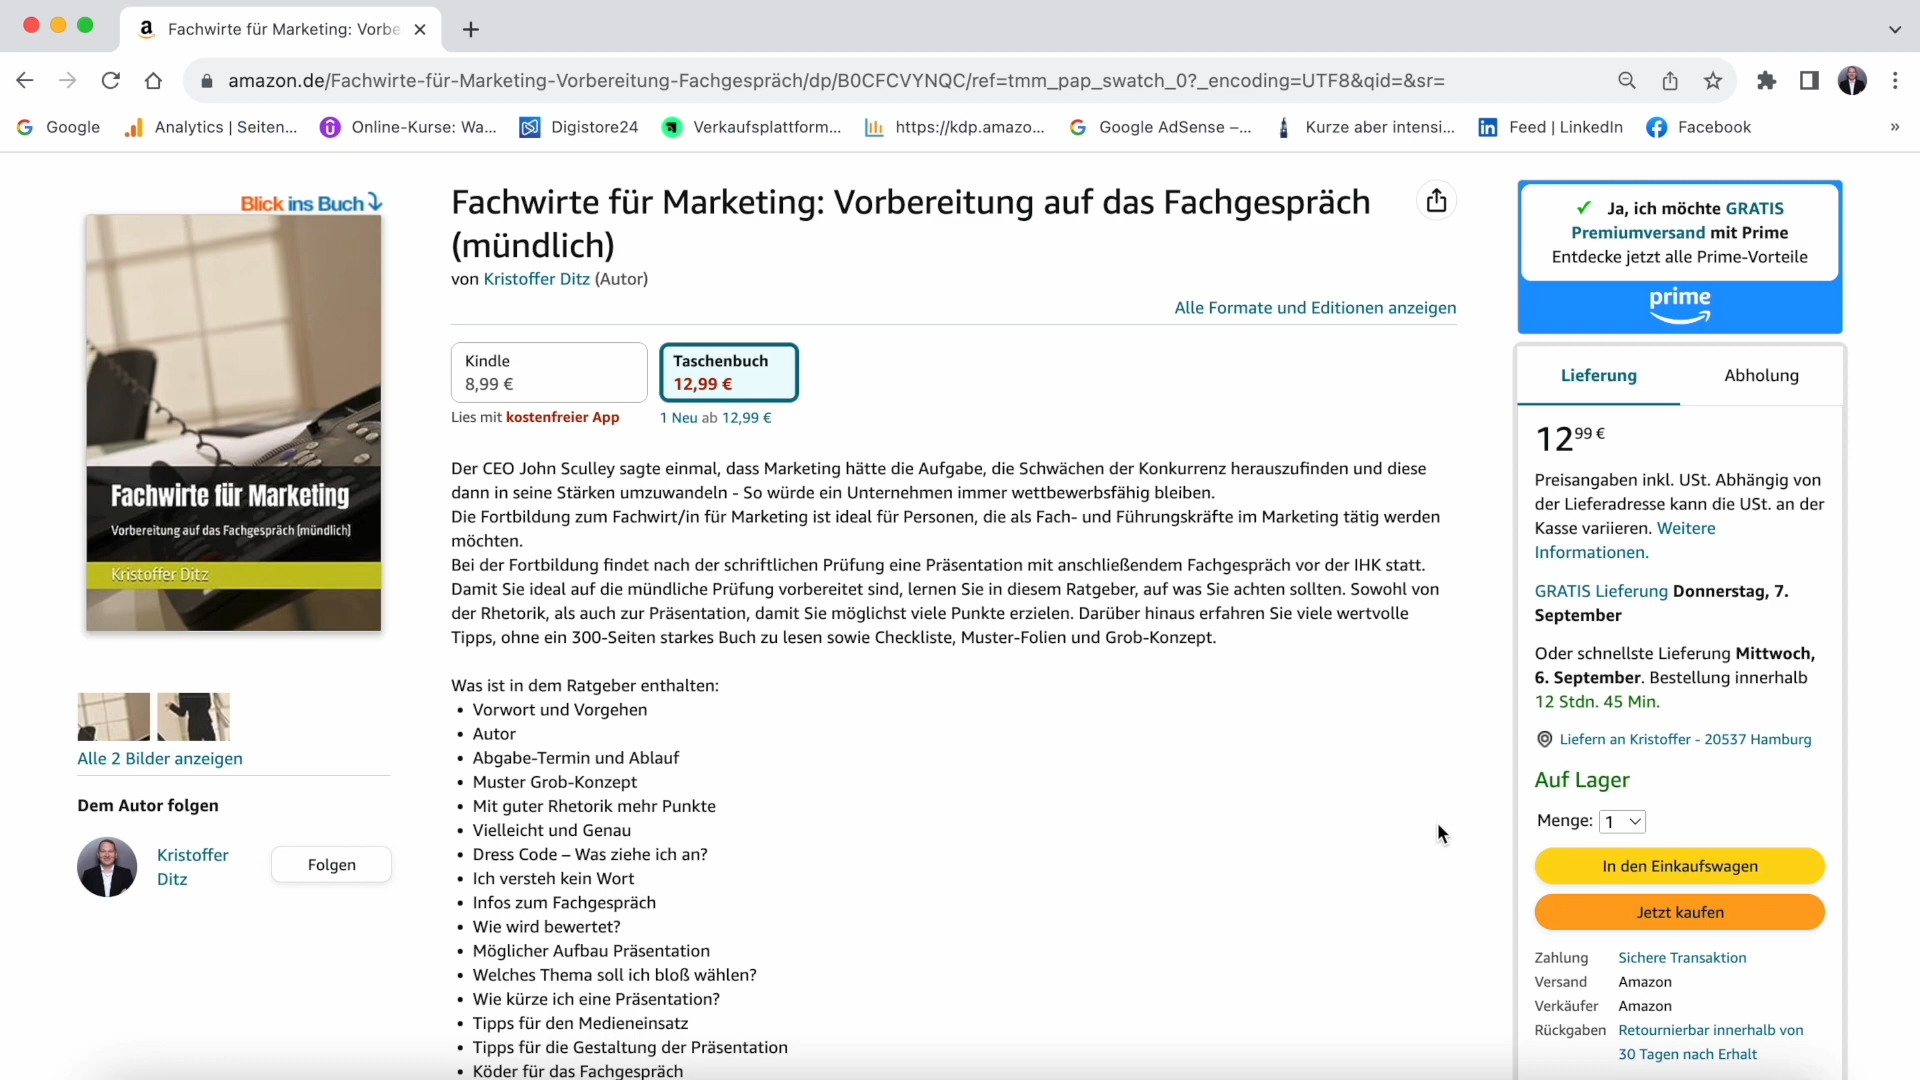 Fachwirte für Marketing: Vorbe
amazon.de/Fachwirte-für-Marketing-Vorbereitung-Fachgespräch/dp/B0CFCVYNQC/ref=tmm_pap_swatch_0?_encoding=UTF8&qid=&sr=
Google
Analytics | Seiten...
Online-Kurse: Wa...
Digistore24
Verkaufsplattform...
https://kdp.amazo...
Google AdSense –...
Kurze aber intensi...
Feed | LinkedIn
Facebook
»
Blick ins Buch
Fachwirte für Marketing
Vorbereitung auf das Fachgespräch (mündlich)
Kristoffer Ditz
Alle 2 Bilder anzeigen
Dem Autor folgen
Kristoffer
Ditz
Folgen
Fachwirte für Marketing: Vorbereitung auf das Fachgespräch
(mündlich)
von Kristoffer Ditz (Autor)
Alle Formate und Editionen anzeigen
Kindle
8,99 €
Lies mit kostenfreier App
Taschenbuch
12,99 €
1 Neu ab 12,99 €
Der CEO John Sculley sagte einmal, dass Marketing hätte die Aufgabe, die Schwächen der Konkurrenz herauszufinden und diese
dann in seine Stärken umzuwandeln - So würde ein Unternehmen immer wettbewerbsfähig bleiben.
Die Fortbildung zum Fachwirt/in für Marketing ist ideal für Personen, die als Fach- und Führungskräfte im Marketing tätig werden
möchten.
Bei der Fortbildung findet nach der schriftlichen Prüfung eine Präsentation mit anschließendem Fachgespräch vor der IHK statt.
Damit Sie ideal auf die mündliche Prüfung vorbereitet sind, lernen Sie in diesem Ratgeber, auf was Sie achten sollten. Sowohl von
der Rhetorik, als auch zur Präsentation, damit Sie möglichst viele Punkte erzielen. Darüber hinaus erfahren Sie viele wertvolle
Tipps, ohne ein 300-Seiten starkes Buch zu lesen sowie Checkliste, Muster-Folien und Grob-Konzept.
Was ist in dem Ratgeber enthalten:
• Vorwort und Vorgehen
• Autor
• Abgabe-Termin und Ablauf
• Muster Grob-Konzept
• Mit guter Rhetorik mehr Punkte
• Vielleicht und Genau
• Dress Code – Was ziehe ich an?
• Ich versteh kein Wort
• Infos zum Fachgespräch
• Wie wird bewertet?
• Möglicher Aufbau Präsentation
• Welches Thema soll ich bloß wählen?
• Wie kürze ich eine Präsentation?
• Tipps für den Medieneinsatz
• Tipps für die Gestaltung der Präsentation
• Köder für das Fachgespräch
✓ Ja, ich möchte GRATIS
Premiumversand mit Prime
Entdecke jetzt alle Prime-Vorteile
prime
Lieferung
Abholung
12 99 €
Preisangaben inkl. USt. Abhängig von
der Lieferadresse kann die USt. an der
Kasse variieren. Weitere
Informationen.
GRATIS Lieferung Donnerstag, 7.
September
Oder schnellste Lieferung Mittwoch,
6. September. Bestellung innerhalb
12 Stdn. 45 Min.
Liefern an Kristoffer - 20537 Hamburg
Auf Lager
Menge: 1
In den Einkaufswagen
Jetzt kaufen
Zahlung Sichere Transaktion
Versand Amazon
Verkäufer Amazon
Rückgaben Retournierbar innerhalb von
30 Tagen nach Erhalt